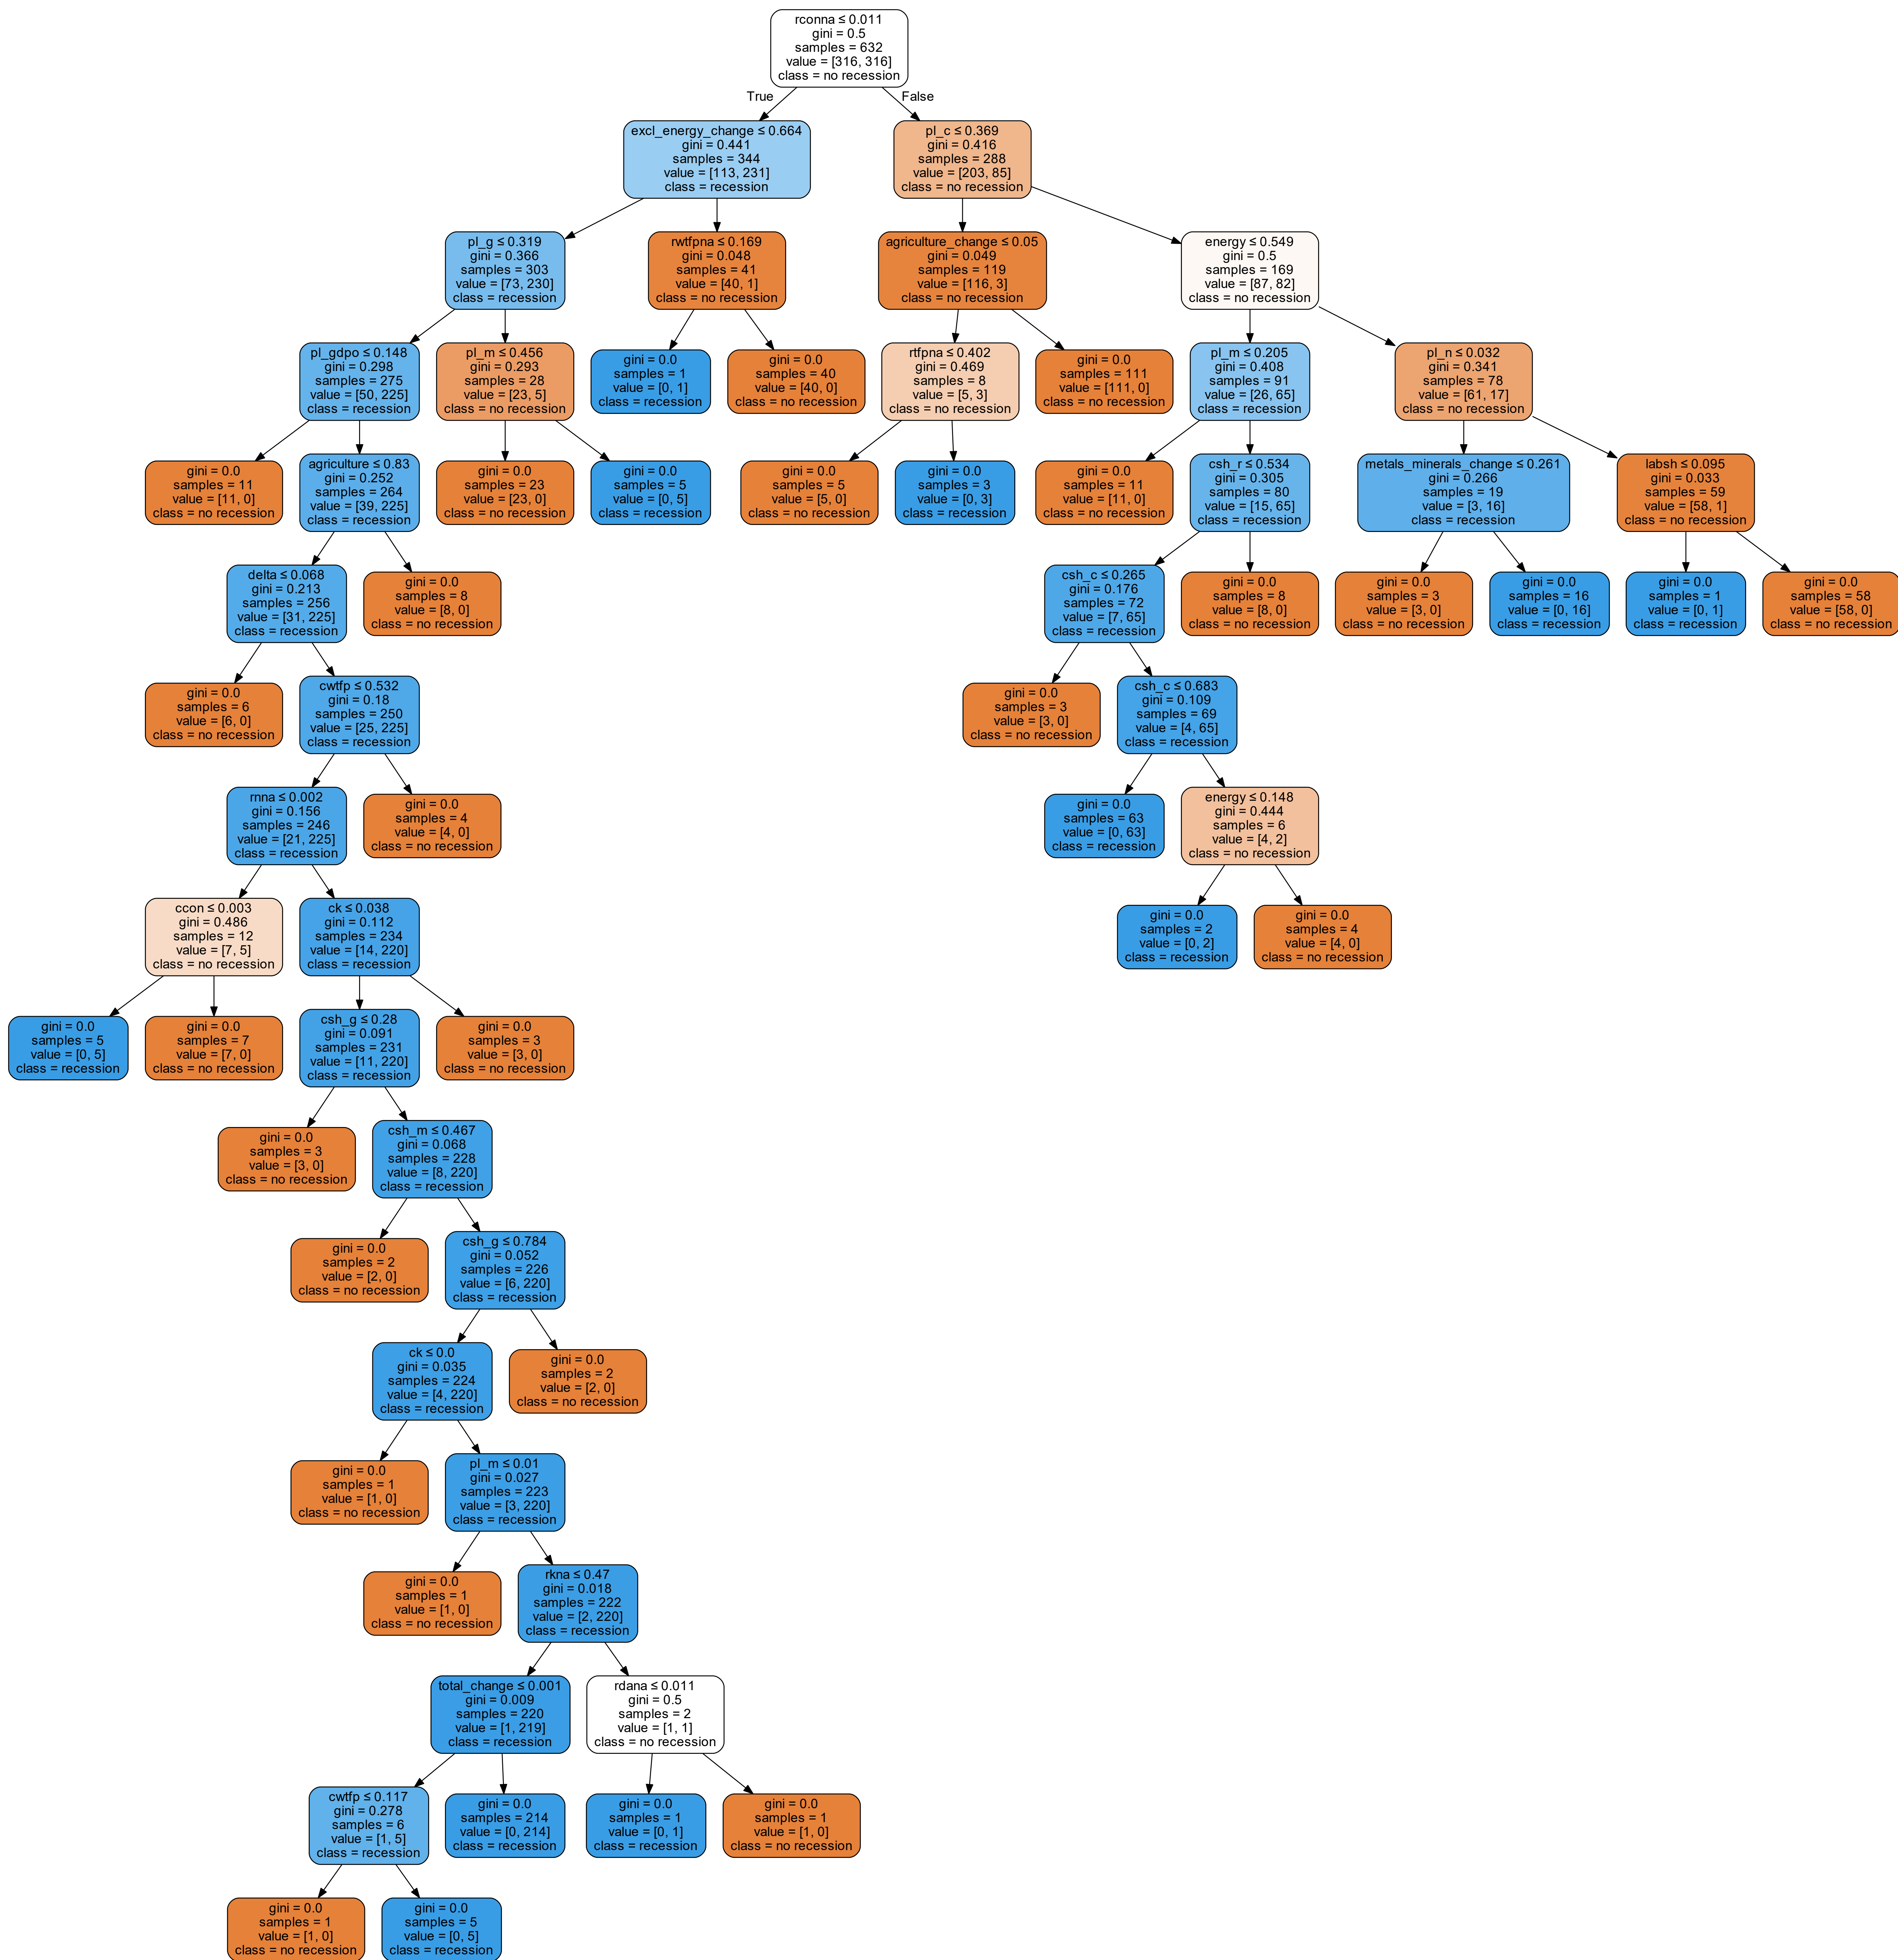 rconna ≤ 0.011
gini = 0.5
samples = 632
value = [316, 316]
class = no recession
True
False
excl_energy_change ≤ 0.664
gini = 0.441
samples = 344
value = [113, 231]
class = recession
pl_c ≤ 0.369
gini = 0.416
samples = 288
value = [203, 85]
class = no recession
pl_g ≤ 0.319
gini = 0.366
samples = 303
value = [73, 230]
class = recession
rwtfpna ≤ 0.169
gini = 0.048
samples = 41
value = [40, 1]
class = no recession
agriculture_change ≤ 0.05
gini = 0.049
samples = 119
value = [116, 3]
class = no recession
energy ≤ 0.549
gini = 0.5
samples = 169
value = [87, 82]
class = no recession
pl_gdpo ≤ 0.148
gini = 0.298
samples = 275
value = [50, 225]
class = recession
pl_m ≤ 0.456
gini = 0.293
samples = 28
value = [23, 5]
class = no recession
gini = 0.0
samples = 1
value = [0, 1]
class = recession
gini = 0.0
samples = 40
value = [40, 0]
class = no recession
rtfpna ≤ 0.402
gini = 0.469
samples = 8
value = [5, 3]
class = no recession
gini = 0.0
samples = 111
value = [111, 0]
class = no recession
pl_m ≤ 0.205
gini = 0.408
samples = 91
value = [26, 65]
class = recession
pl_n ≤ 0.032
gini = 0.341
samples = 78
value = [61, 17]
class = no recession
gini = 0.0
samples = 11
value = [11, 0]
class = no recession
agriculture ≤ 0.83
gini = 0.252
samples = 264
value = [39, 225]
class = recession
gini = 0.0
samples = 23
value = [23, 0]
class = no recession
gini = 0.0
samples = 5
value = [0, 5]
class = recession
gini = 0.0
samples = 5
value = [5, 0]
class = no recession
gini = 0.0
samples = 3
value = [0, 3]
class = recession
gini = 0.0
samples = 11
value = [11, 0]
class = no recession
csh_r ≤ 0.534
gini = 0.305
samples = 80
value = [15, 65]
class = recession
metals_minerals_change ≤ 0.261
gini = 0.266
samples = 19
value = [3, 16]
class = recession
labsh ≤ 0.095
gini = 0.033
samples = 59
value = [58, 1]
class = no recession
delta ≤ 0.068
gini = 0.213
samples = 256
value = [31, 225]
class = recession
gini = 0.0
samples = 8
value = [8, 0]
class = no recession
csh_c ≤ 0.265
gini = 0.176
samples = 72
value = [7, 65]
class = recession
gini = 0.0
samples = 8
value = [8, 0]
class = no recession
gini = 0.0
samples = 3
value = [3, 0]
class = no recession
gini = 0.0
samples = 16
value = [0, 16]
class = recession
gini = 0.0
samples = 1
value = [0, 1]
class = recession
gini = 0.0
samples = 58
value = [58, 0]
class = no recession
gini = 0.0
samples = 6
value = [6, 0]
class = no recession
cwtfp ≤ 0.532
gini = 0.18
samples = 250
value = [25, 225]
class = recession
gini = 0.0
samples = 3
value = [3, 0]
class = no recession
csh_c ≤ 0.683
gini = 0.109
samples = 69
value = [4, 65]
class = recession
rnna ≤ 0.002
gini = 0.156
samples = 246
value = [21, 225]
class = recession
gini = 0.0
samples = 4
value = [4, 0]
class = no recession
gini = 0.0
samples = 63
value = [0, 63]
class = recession
energy ≤ 0.148
gini = 0.444
samples = 6
value = [4, 2]
class = no recession
ccon ≤ 0.003
gini = 0.486
samples = 12
value = [7, 5]
class = no recession
ck ≤ 0.038
gini = 0.112
samples = 234
value = [14, 220]
class = recession
gini = 0.0
samples = 2
value = [0, 2]
class = recession
gini = 0.0
samples = 4
value = [4, 0]
class = no recession
gini = 0.0
samples = 5
value = [0, 5]
class = recession
gini = 0.0
samples = 7
value = [7, 0]
class = no recession
csh_g ≤ 0.28
gini = 0.091
samples = 231
value = [11, 220]
class = recession
gini = 0.0
samples = 3
value = [3, 0]
class = no recession
gini = 0.0
samples = 3
value = [3, 0]
class = no recession
csh_m ≤ 0.467
gini = 0.068
samples = 228
value = [8, 220]
class = recession
gini = 0.0
samples = 2
value = [2, 0]
class = no recession
csh_g ≤ 0.784
gini = 0.052
samples = 226
value = [6, 220]
class = recession
ck ≤ 0.0
gini = 0.035
samples = 224
value = [4, 220]
class = recession
gini = 0.0
samples = 2
value = [2, 0]
class = no recession
gini = 0.0
samples = 1
value = [1, 0]
class = no recession
pl_m ≤ 0.01
gini = 0.027
samples = 223
value = [3, 220]
class = recession
gini = 0.0
samples = 1
value = [1, 0]
class = no recession
rkna ≤ 0.47
gini = 0.018
samples = 222
value = [2, 220]
class = recession
total_change ≤ 0.001
gini = 0.009
samples = 220
value = [1, 219]
class = recession
rdana ≤ 0.011
gini = 0.5
samples = 2
value = [1, 1]
class = no recession
cwtfp ≤ 0.117
gini = 0.278
samples = 6
value = [1, 5]
class = recession
gini = 0.0
samples = 214
value = [0, 214]
class = recession
gini = 0.0
samples = 1
value = [0, 1]
class = recession
gini = 0.0
samples = 1
value = [1, 0]
class = no recession
gini = 0.0
samples = 1
value = [1, 0]
class = no recession
gini = 0.0
samples = 5
value = [0, 5]
class = recession